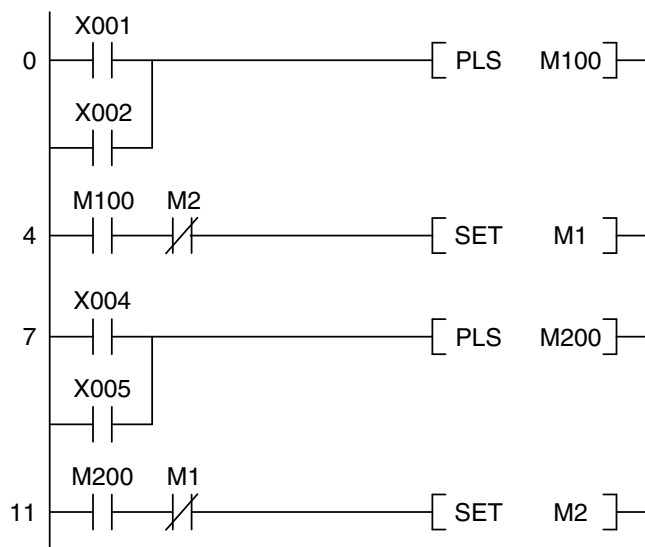 X001
0 PLS M100
X002
M100 M2
4 SET M1
X004
7 PLS M200
X005
M200 M1
11 SET M2